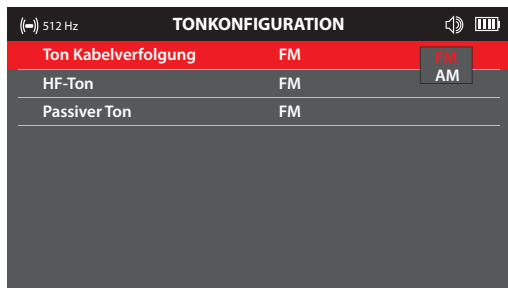 512 Hz TONKONFIGURATION
Ton Kabelverfolgung FM FM
HF-Ton FM AM
Passiver Ton FM